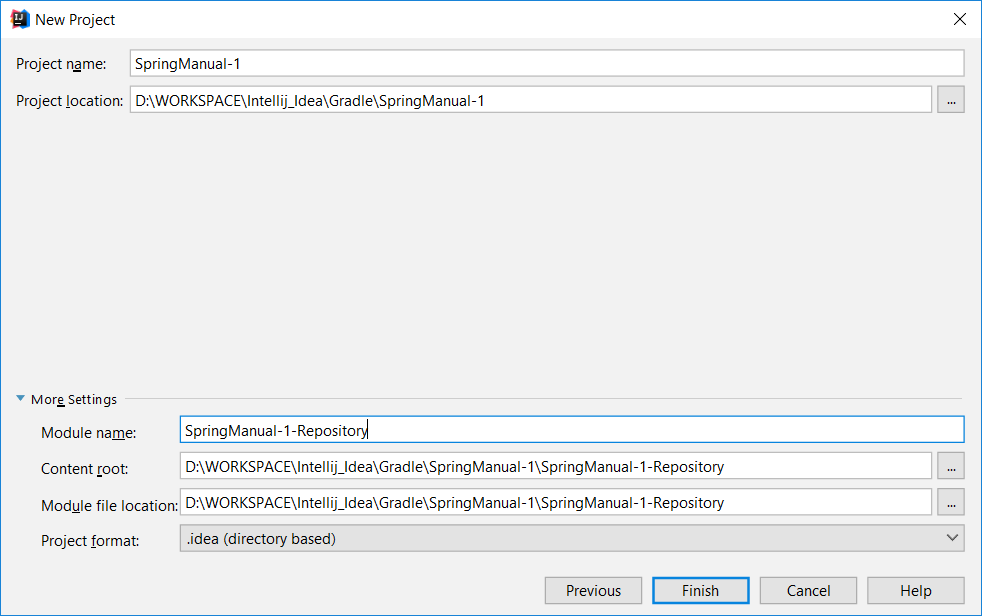 New Project
Project name: SpringManual-1
Project location: D:\WORKSPACE\Intellij_Idea\Gradle\SpringManual-1 ...
More Settings
Module name: SpringManual-1-Repository
Content root: D:\WORKSPACE\Intellij_Idea\Gradle\SpringManual-1\SpringManual-1-Repository ...
Module file location: D:\WORKSPACE\Intellij_Idea\Gradle\SpringManual-1\SpringManual-1-Repository ...
Project format: .idea (directory based)
Previous Finish Cancel Help